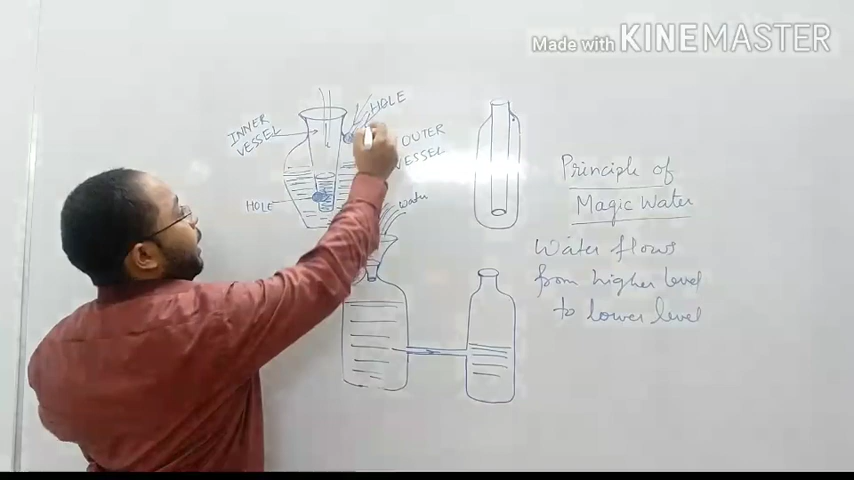 Made with KINEMASTER
HOLE
INNER
VESSEL
OUTER
VESSEL
HOLE
water
Principle of
Magic Water
Water flows
from higher level
to lower level